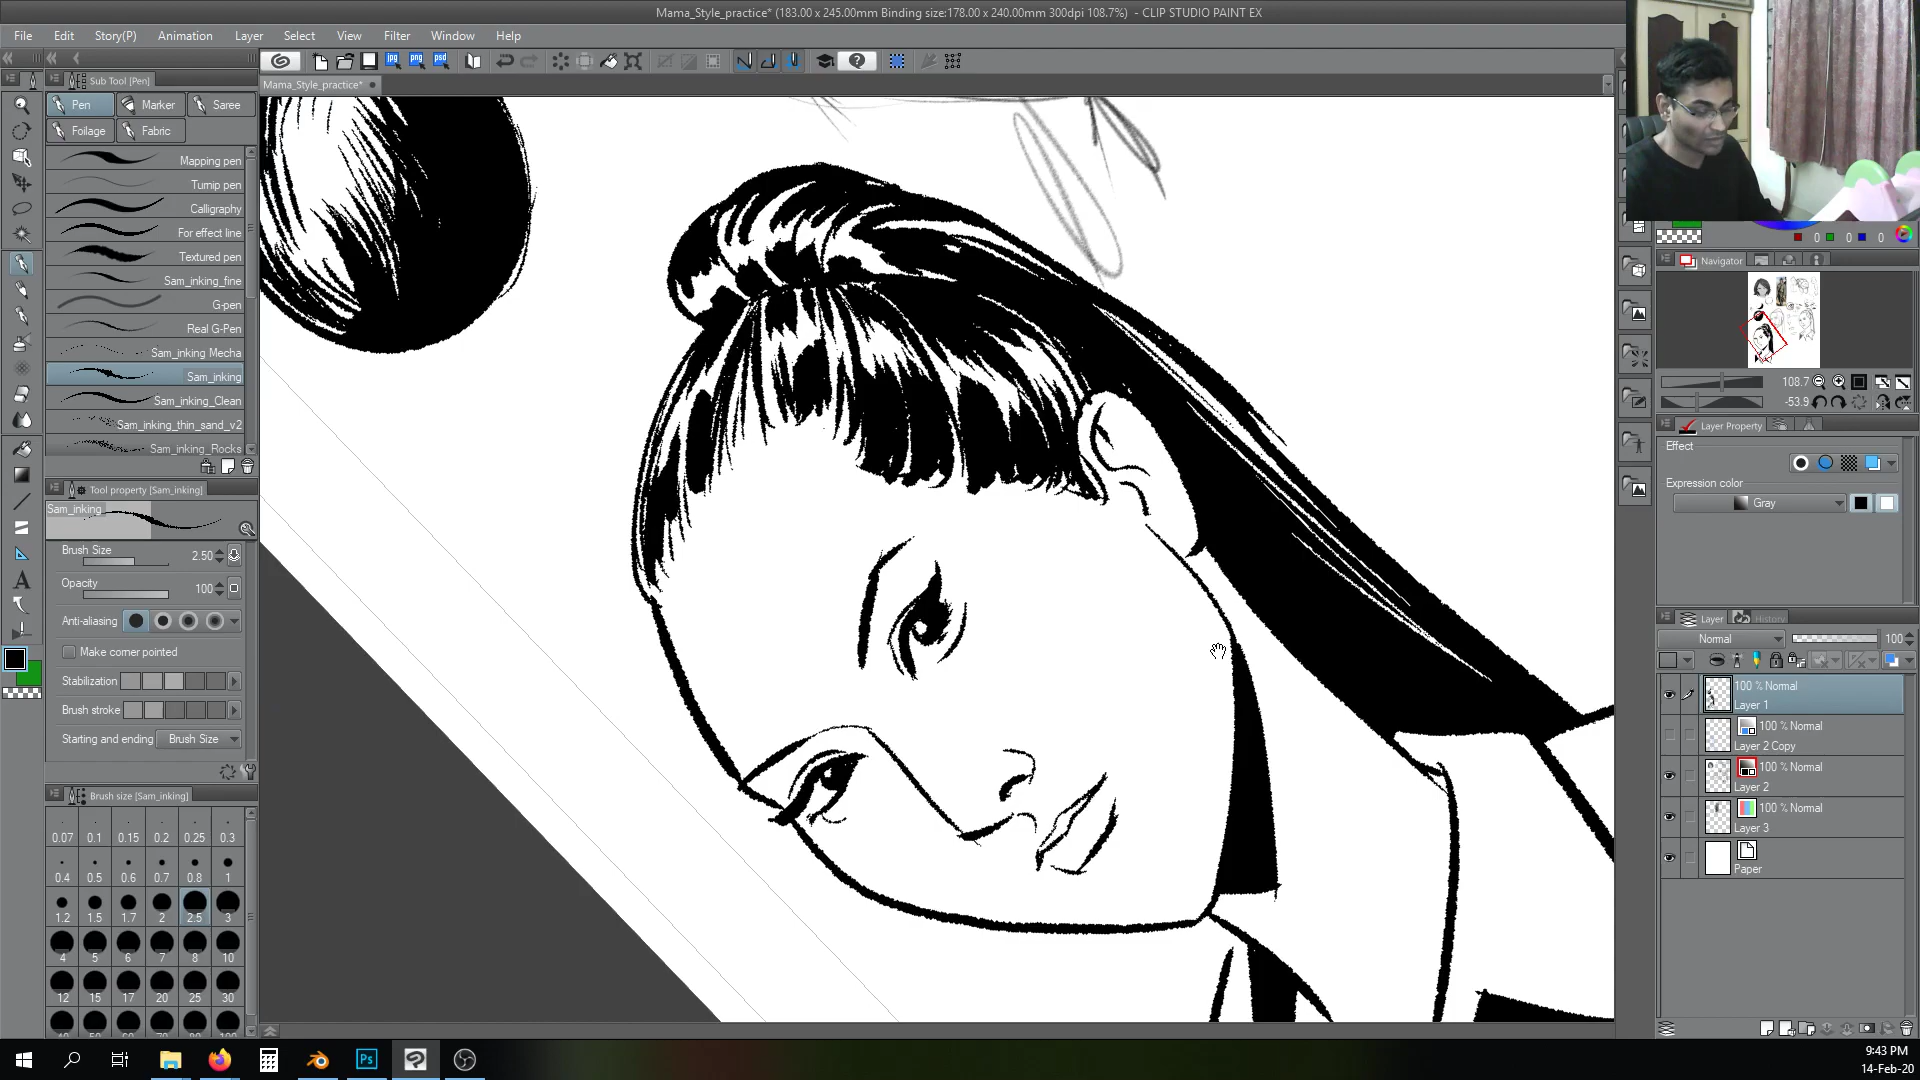 Mama_Style_practice* (183.00 x 245.00mm Binding size:178.00 x 240.00mm 300dpi 108.7%) - CLIP STUDIO PAINT EX
File Edit Story(P) Animation Layer Select View Filter Window Help
Sub Tool [Pen]
jpg png psd
?
Mama_Style_practice*
Pen Marker Saree
Foilage Fabric
Mapping pen
Turnip pen
Calligraphy
For effect line
Textured pen
Sam_inking_fine
G-pen
Real G-Pen
Sam_inking Mecha
Sam_inking
Sam_inking_Clean
Sam_inking_thin_sand_v2
Sam_inking_Rocks
Tool property [Sam_inking]
Sam_inking
Brush Size 2.50
Opacity 100
Anti-aliasing
Make corner pointed
Stabilization
Brush stroke
Starting and ending Brush Size
Brush size [Sam_inking]
0.07 0.1 0.15 0.2 0.25 0.3
0.4 0.5 0.6 0.7 0.8 1
1.2 1.5 1.7 2 2.5 3
4 5 6 7 8 10
12 15 17 20 25 30
A
0 0 0
Navigator
108.7
-53.9
Layer Property
Effect
Expression color
Gray
Layer History
Normal 100
100 % Normal
Layer 1
100 % Normal
Layer 2 Copy
100 % Normal
Layer 2
100 % Normal
Layer 3
Paper
Ps
9:43 PM
14-Feb-20